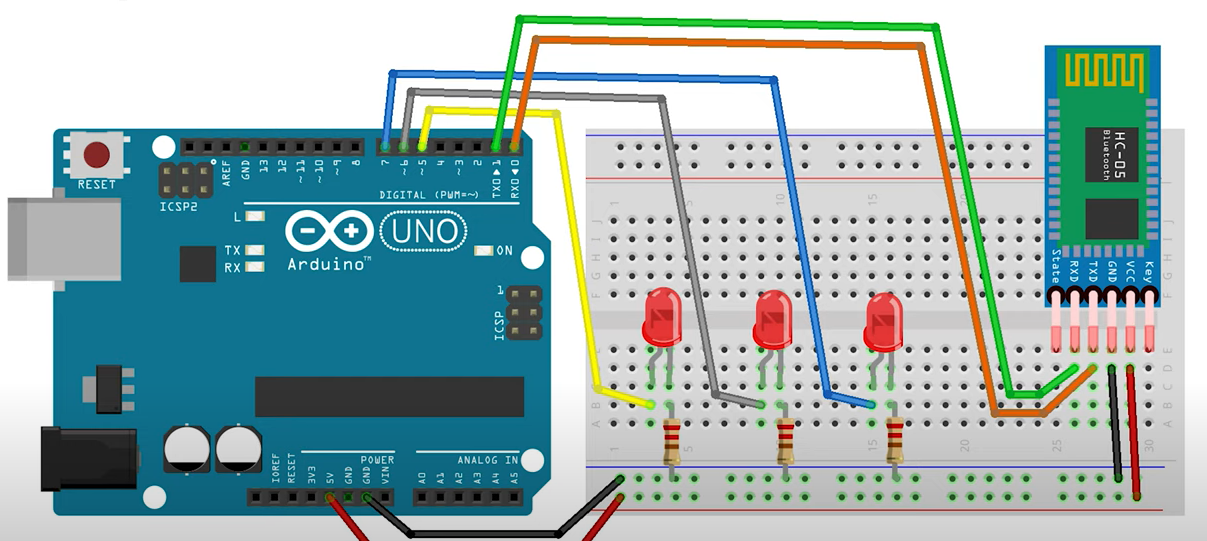 RESET
ICSP2
AREF
GND
13
12
~11
~10
~9
8
7
~6
~5
4
~3
2
TX0▶1
RX0◀0
DIGITAL (PWM=~)
L
TX
RX
UNO
Arduino™
ON
1
ICSP
IOREF
RESET
3V3
5V
GND
GND
VIN
POWER
ANALOG IN
A0
A1
A2
A3
A4
A5
HC-05
Bluetooth
State
RXD
TXD
GND
VCC
Key
J
I
H
G
F
E
D
C
B
A
1
5
10
15
20
25
30